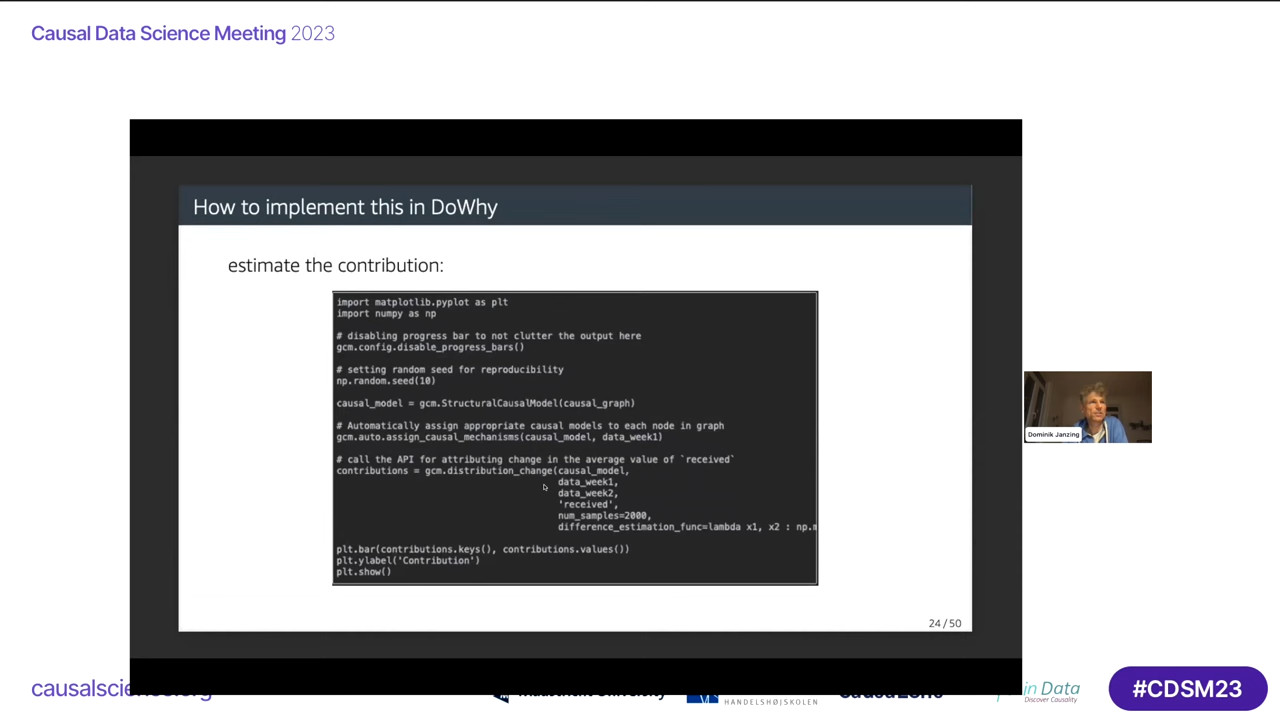 Causal Data Science Meeting 2023
How to implement this in DoWhy
estimate the contribution:
import matplotlib.pyplot as plt
import numpy as np
# disabling progress bar to not clutter the output here
gcm.config.disable_progress_bars()
# setting random seed for reproducibility
np.random.seed(10)
causal_model = gcm.StructuralCausalModel(causal_graph)
# Automatically assign appropriate causal models to each node in graph
gcm.auto.assign_causal_mechanisms(causal_model, data_week1)
# call the API for attributing change in the average value of `received`
contributions = gcm.distribution_change(causal_model,
data_week1,
data_week2,
'received',
num_samples=2000,
difference_estimation_func=lambda x1, x2 : np.m
plt.bar(contributions.keys(), contributions.values())
plt.ylabel('Contribution')
plt.show()
24 / 50
Dominik Janzing
HANDELSHØJSKOLEN
in Data
Discover Causality
#CDSM23